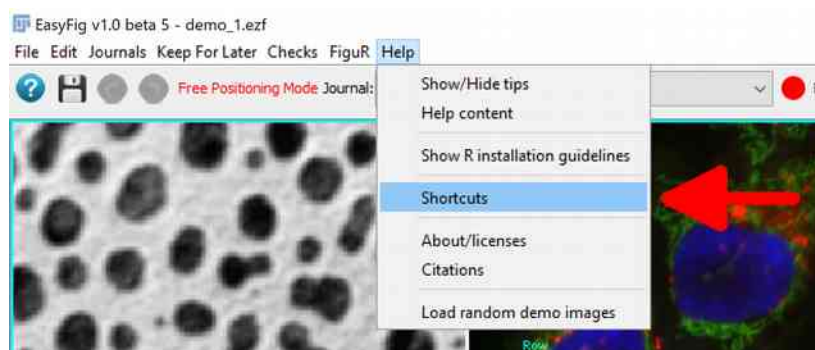 EasyFig v1.0 beta 5 - demo_1.ezf
File Edit Journals Keep For Later Checks FiguR Help
Free Positioning Mode Journal:
Show/Hide tips
Help content
Show R installation guidelines
Shortcuts
About/licenses
Citations
Load random demo images
Row